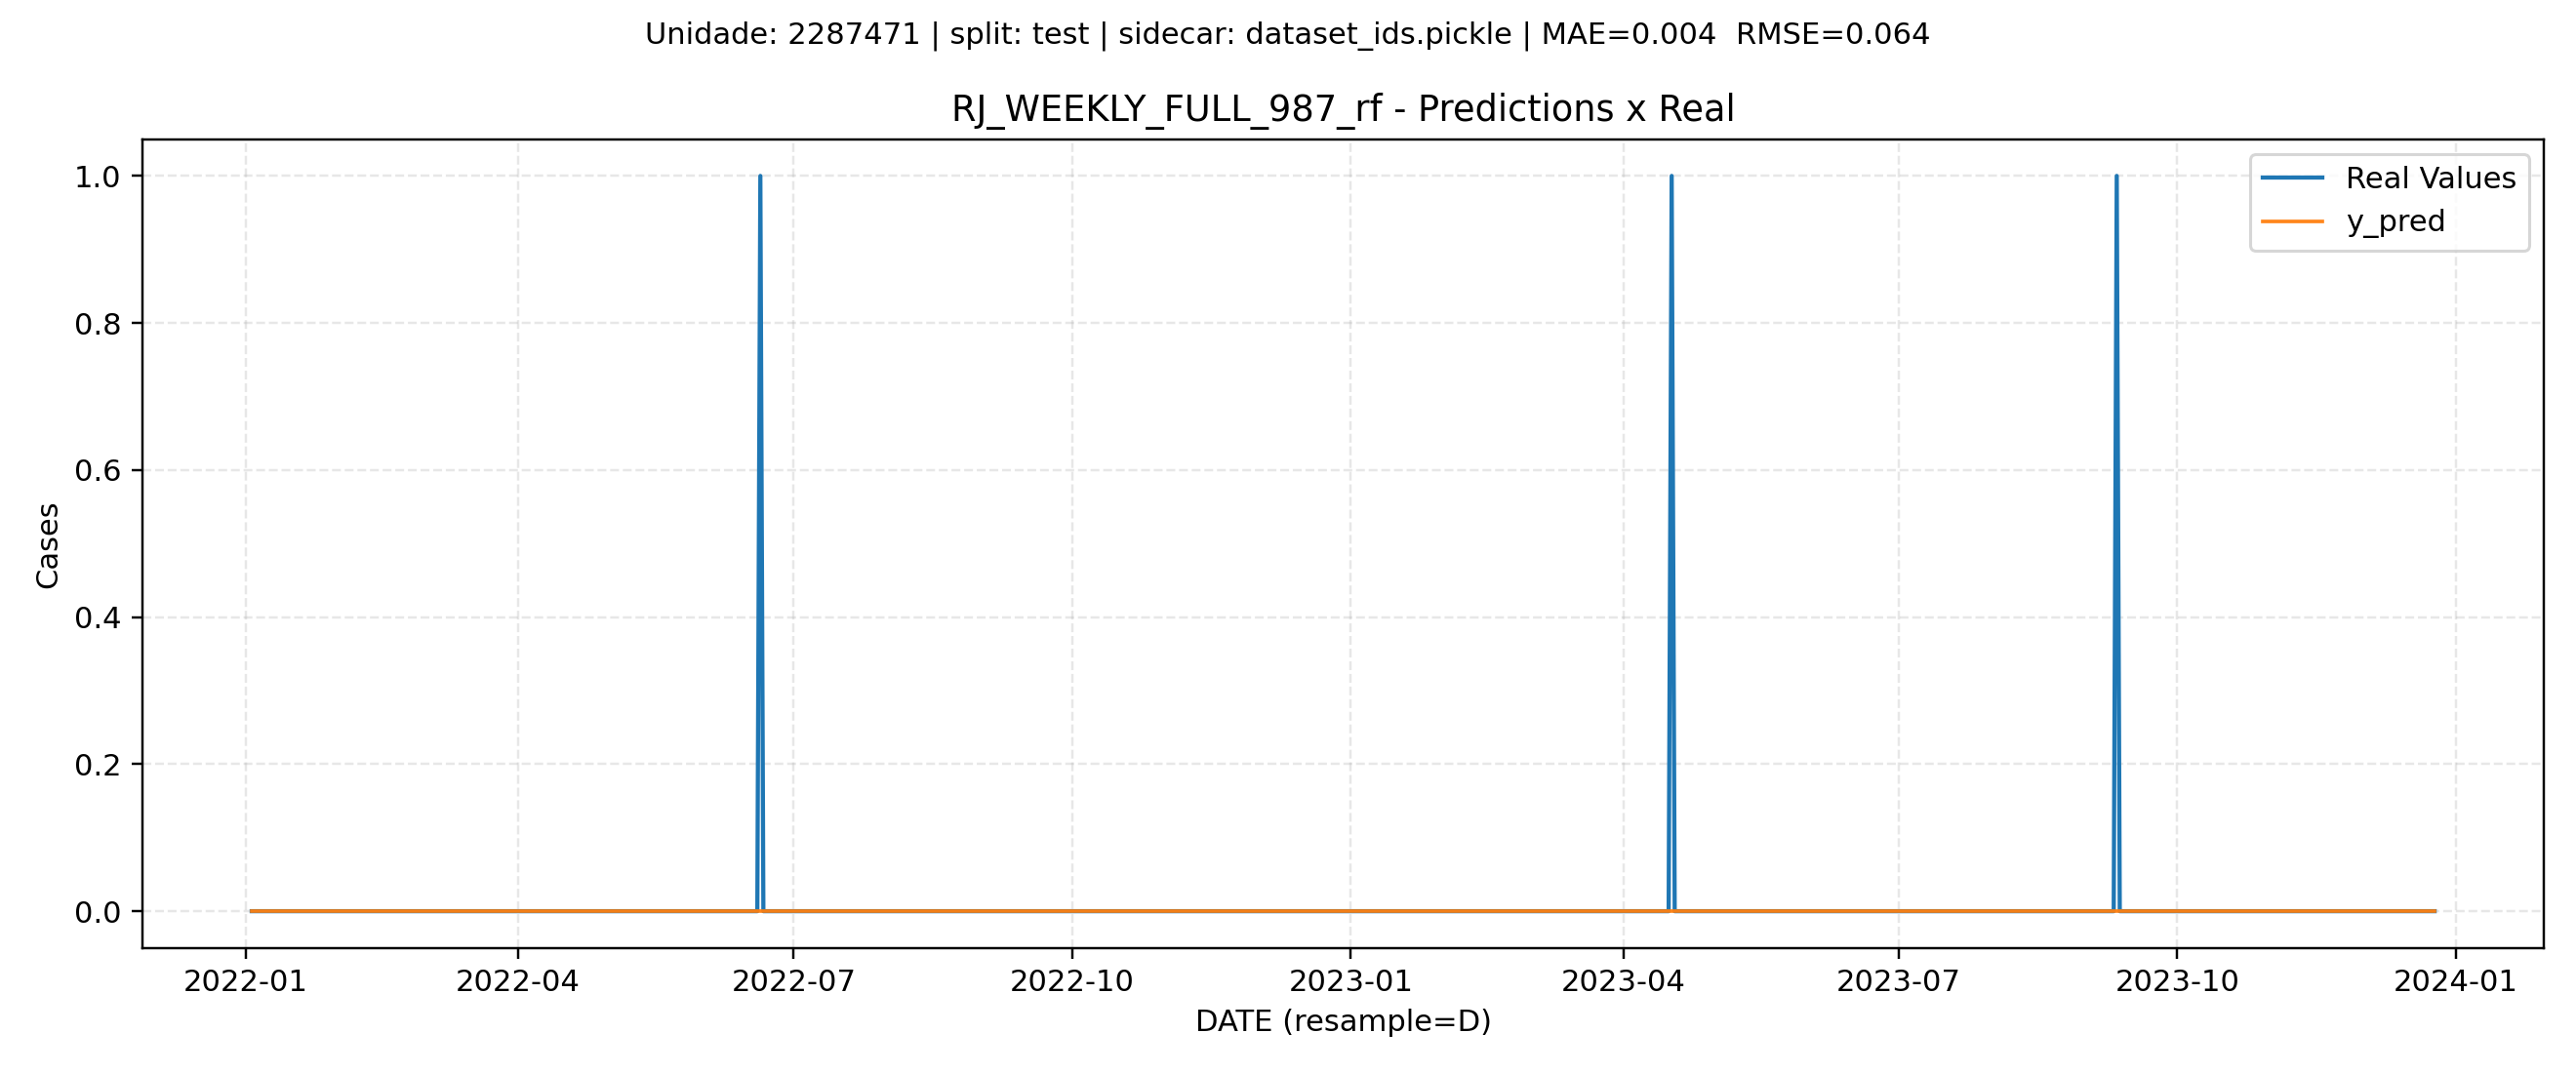 Unidade: 2287471 | split: test | sidecar: dataset_ids.pickle | MAE=0.004  RMSE=0.064
RJ_WEEKLY_FULL_987_rf - Predictions x Real
Real Values
y_pred
1.0
0.8
0.6
0.4
0.2
0.0
Cases
2022-01
2022-04
2022-07
2022-10
2023-01
2023-04
2023-07
2023-10
2024-01
DATE (resample=D)